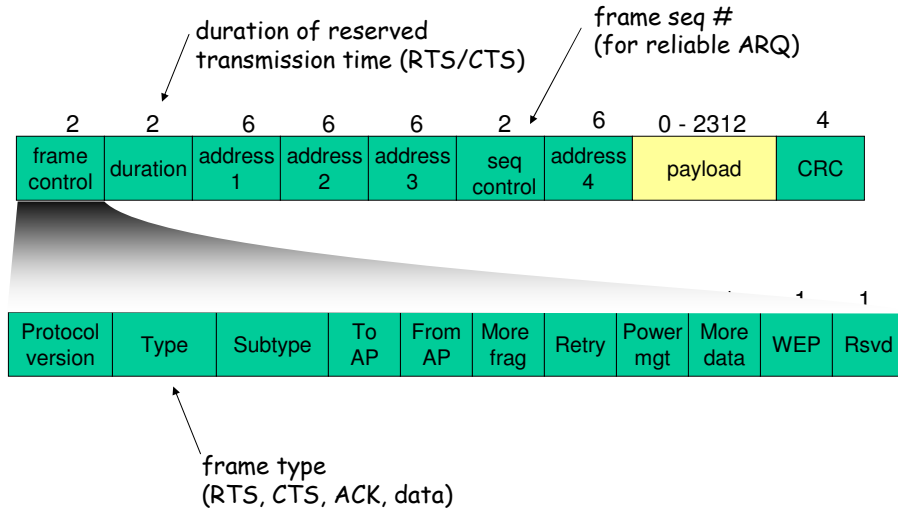 duration of reserved
transmission time (RTS/CTS)
frame seq #
(for reliable ARQ)
2 2 6 6 6 2 6 0 - 2312 4
frame control duration address 1 address 2 address 3 seq control address 4 payload CRC
1
Protocol version Type Subtype To AP From AP More frag Retry Power mgt More data WEP Rsvd
frame type
(RTS, CTS, ACK, data)